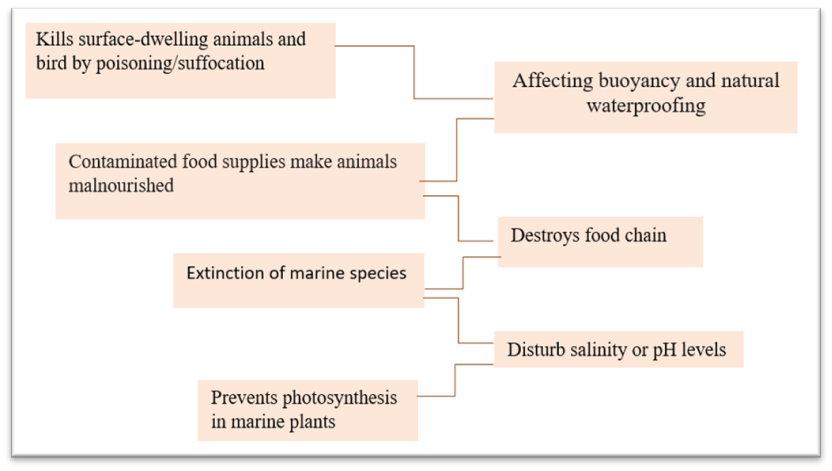 Kills surface-dwelling animals and
bird by poisoning/suffocation
Affecting buoyancy and natural
waterproofing
Contaminated food supplies make animals
malnourished
Destroys food chain
Extinction of marine species
Disturb salinity or pH levels
Prevents photosynthesis
in marine plants